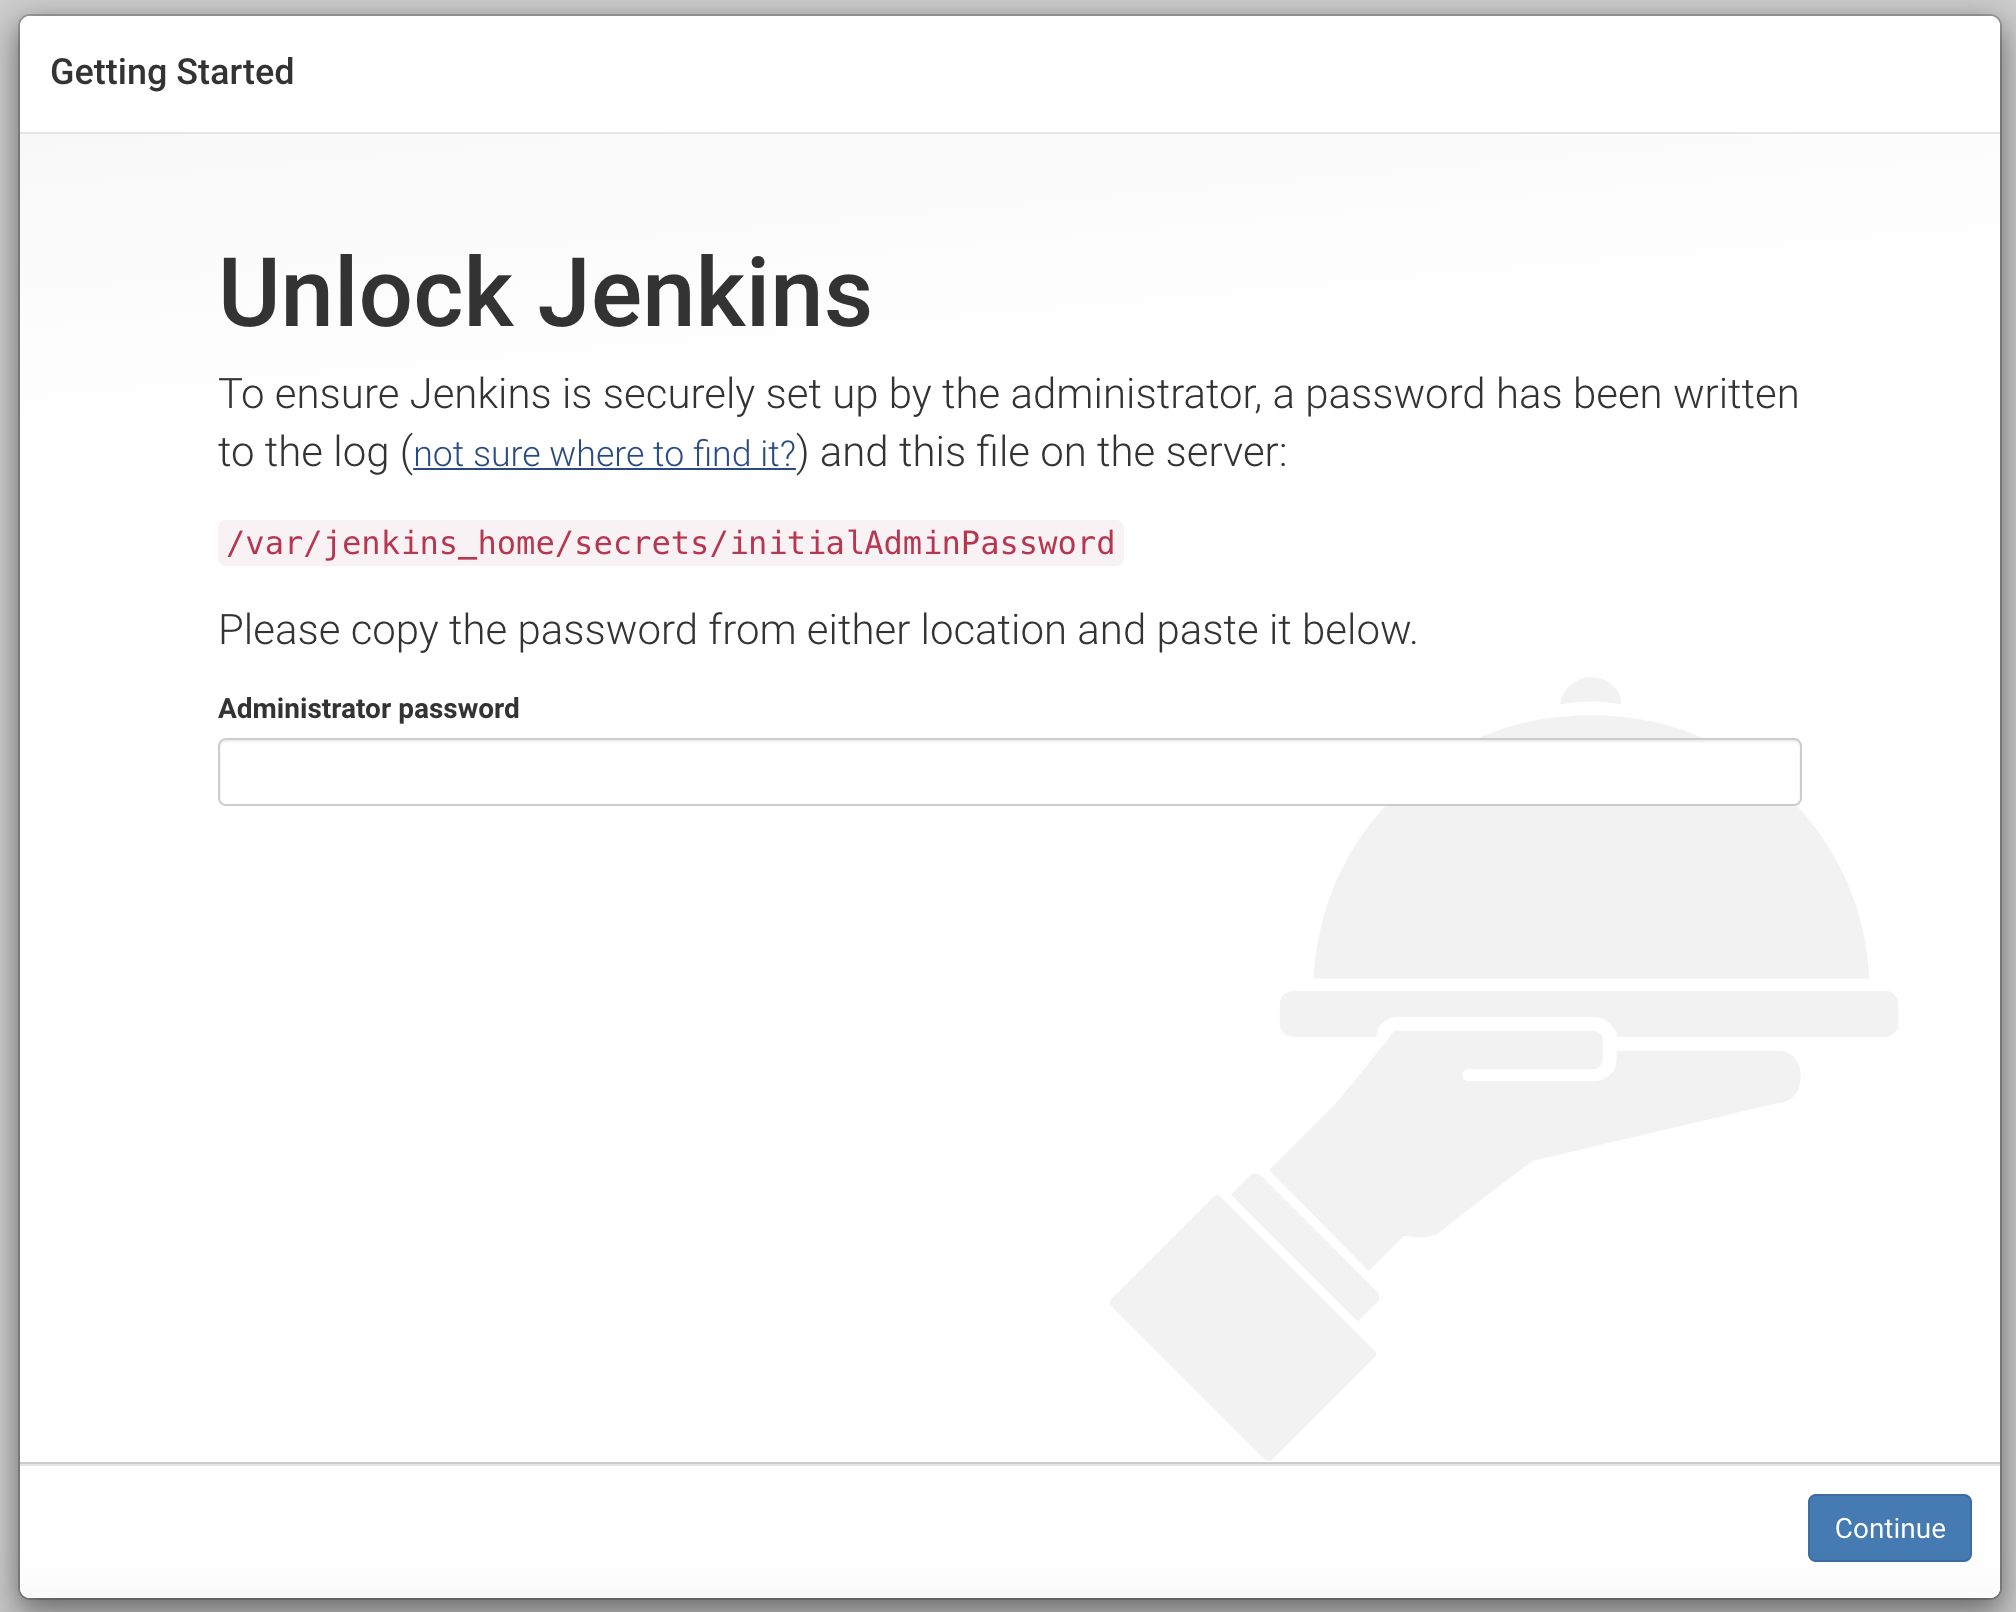 Getting Started
Unlock Jenkins
To ensure Jenkins is securely set up by the administrator, a password has been written
to the log (not sure where to find it?) and this file on the server:
/var/jenkins_home/secrets/initialAdminPassword
Please copy the password from either location and paste it below.
Administrator password
Continue